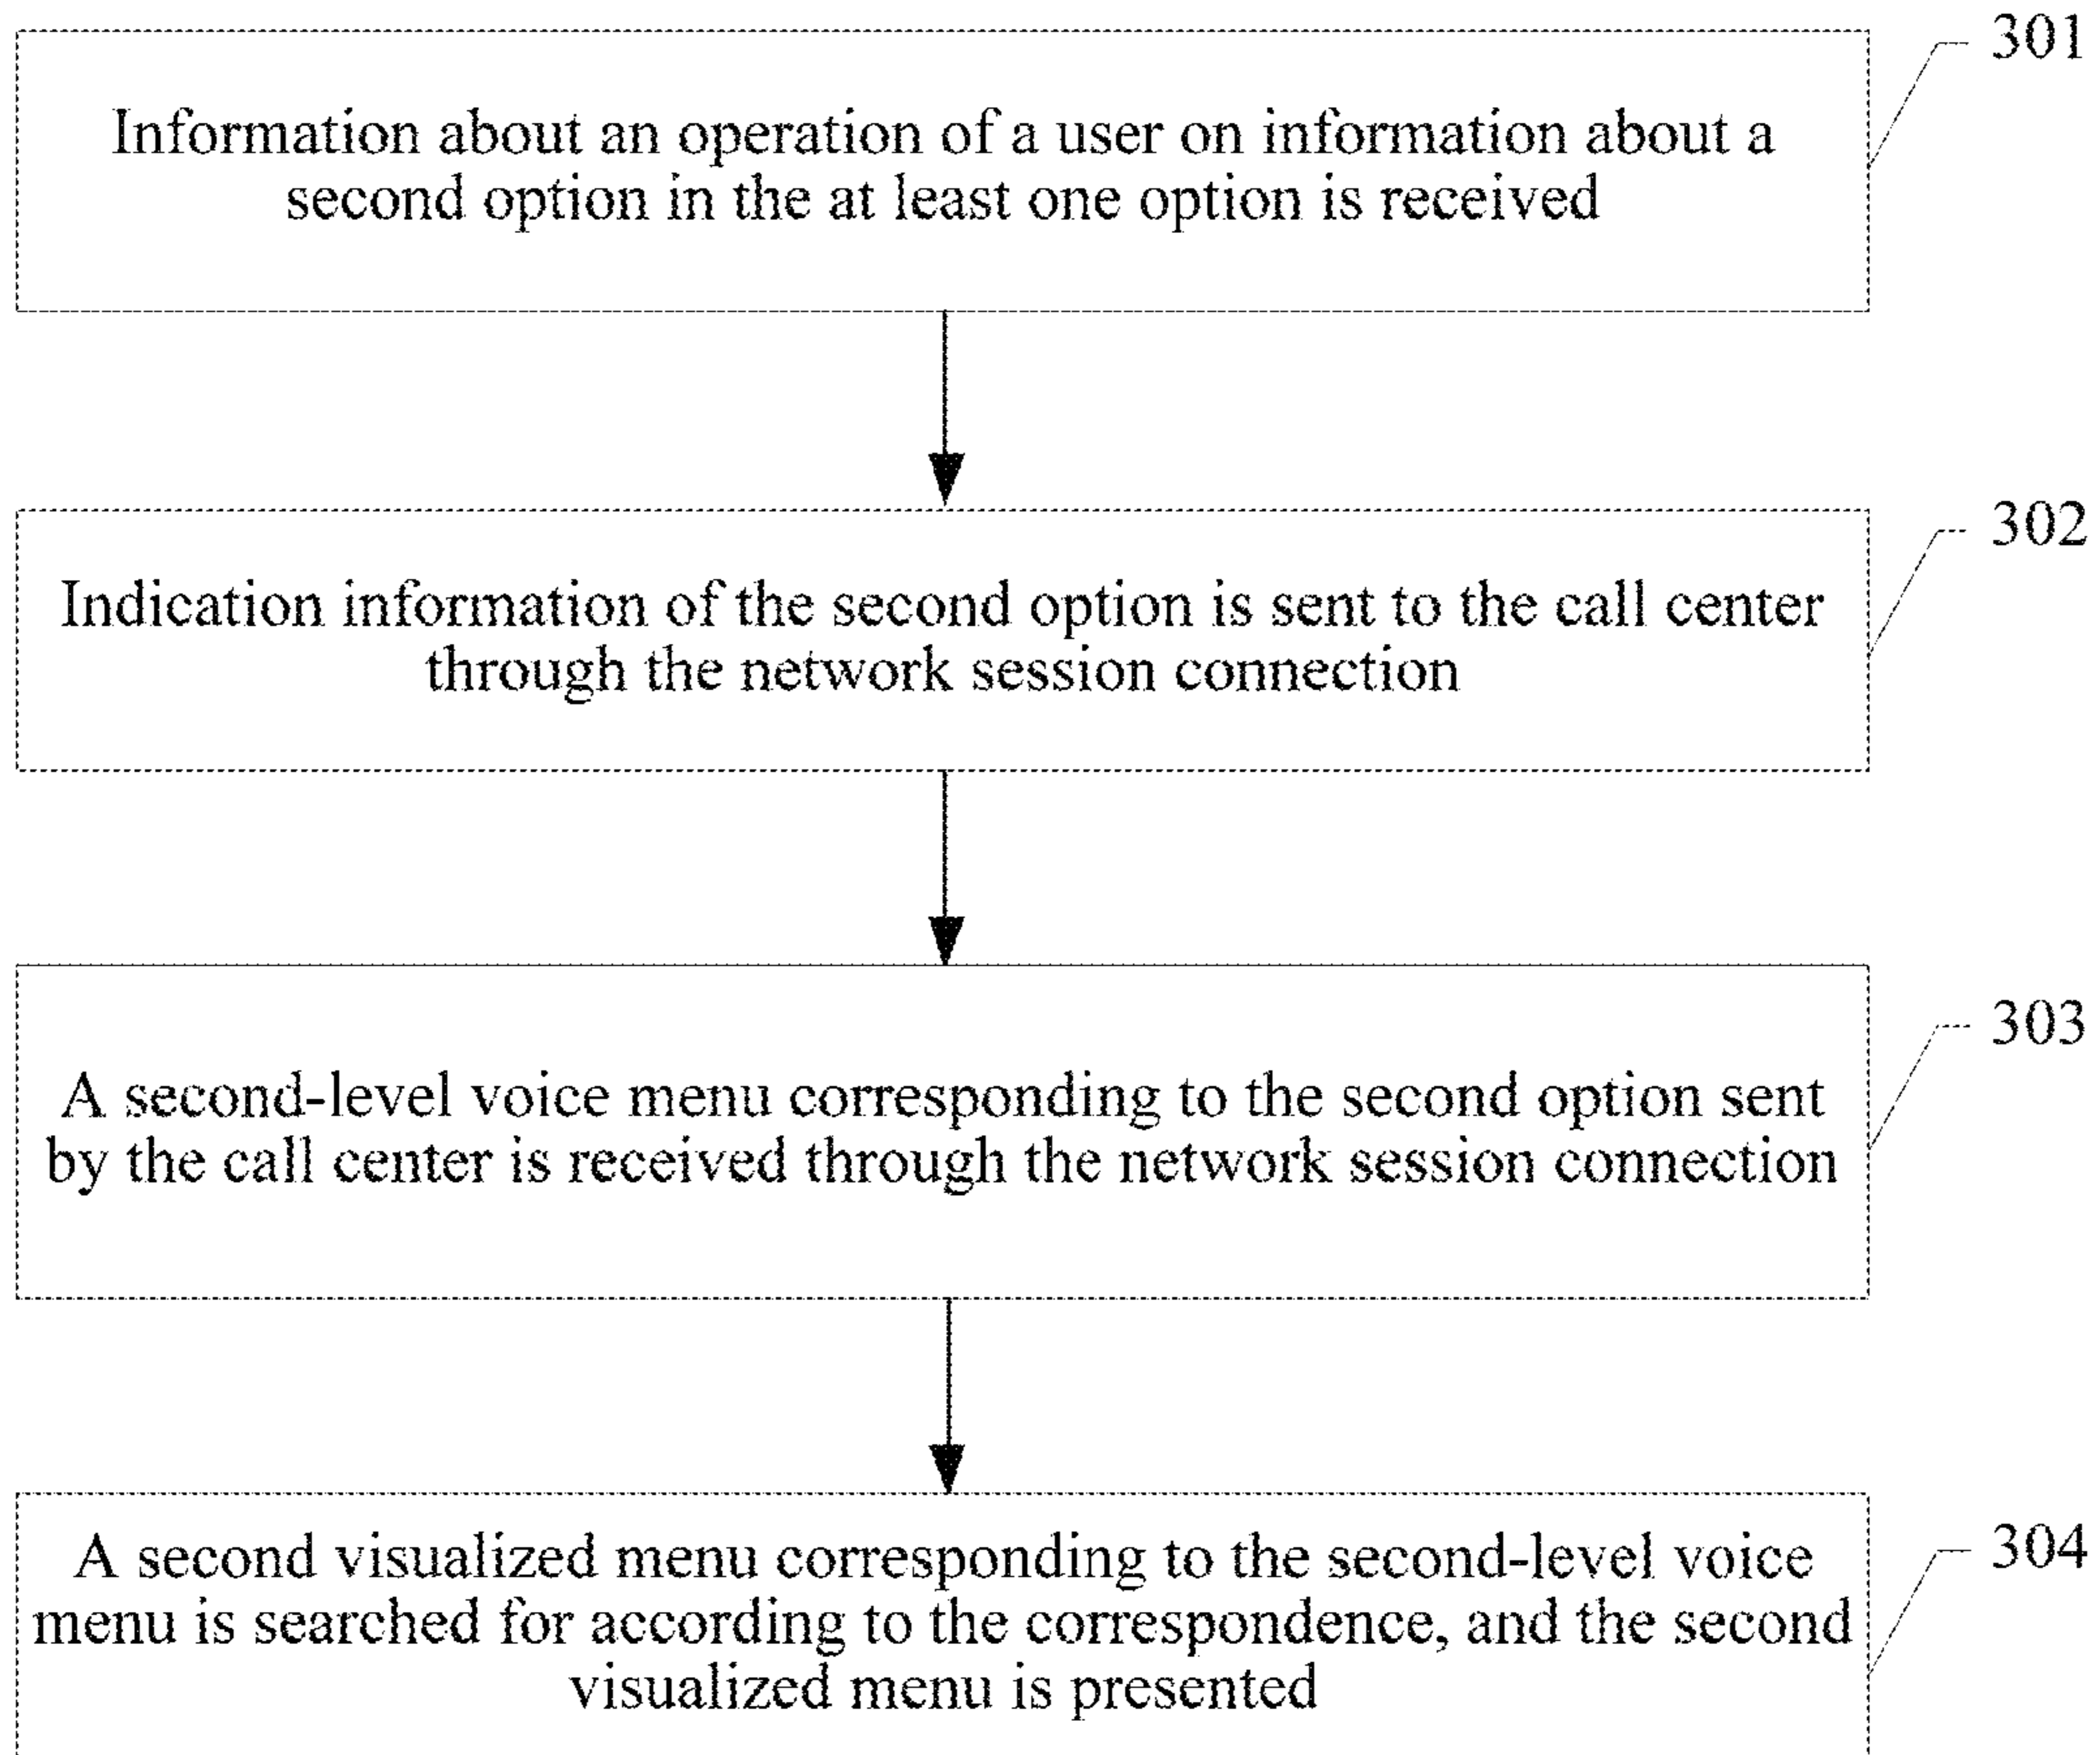 301
Information about an operation of a user on information about a
second option in the at least one option is received
302
Indication information of the second option is sent to the call center
through the network session connection
303
A second-level voice menu corresponding to the second option sent
by the call center is received through the network session connection
304
A second visualized menu corresponding to the second-level voice
menu is searched for according to the correspondence, and the second
visualized menu is presented